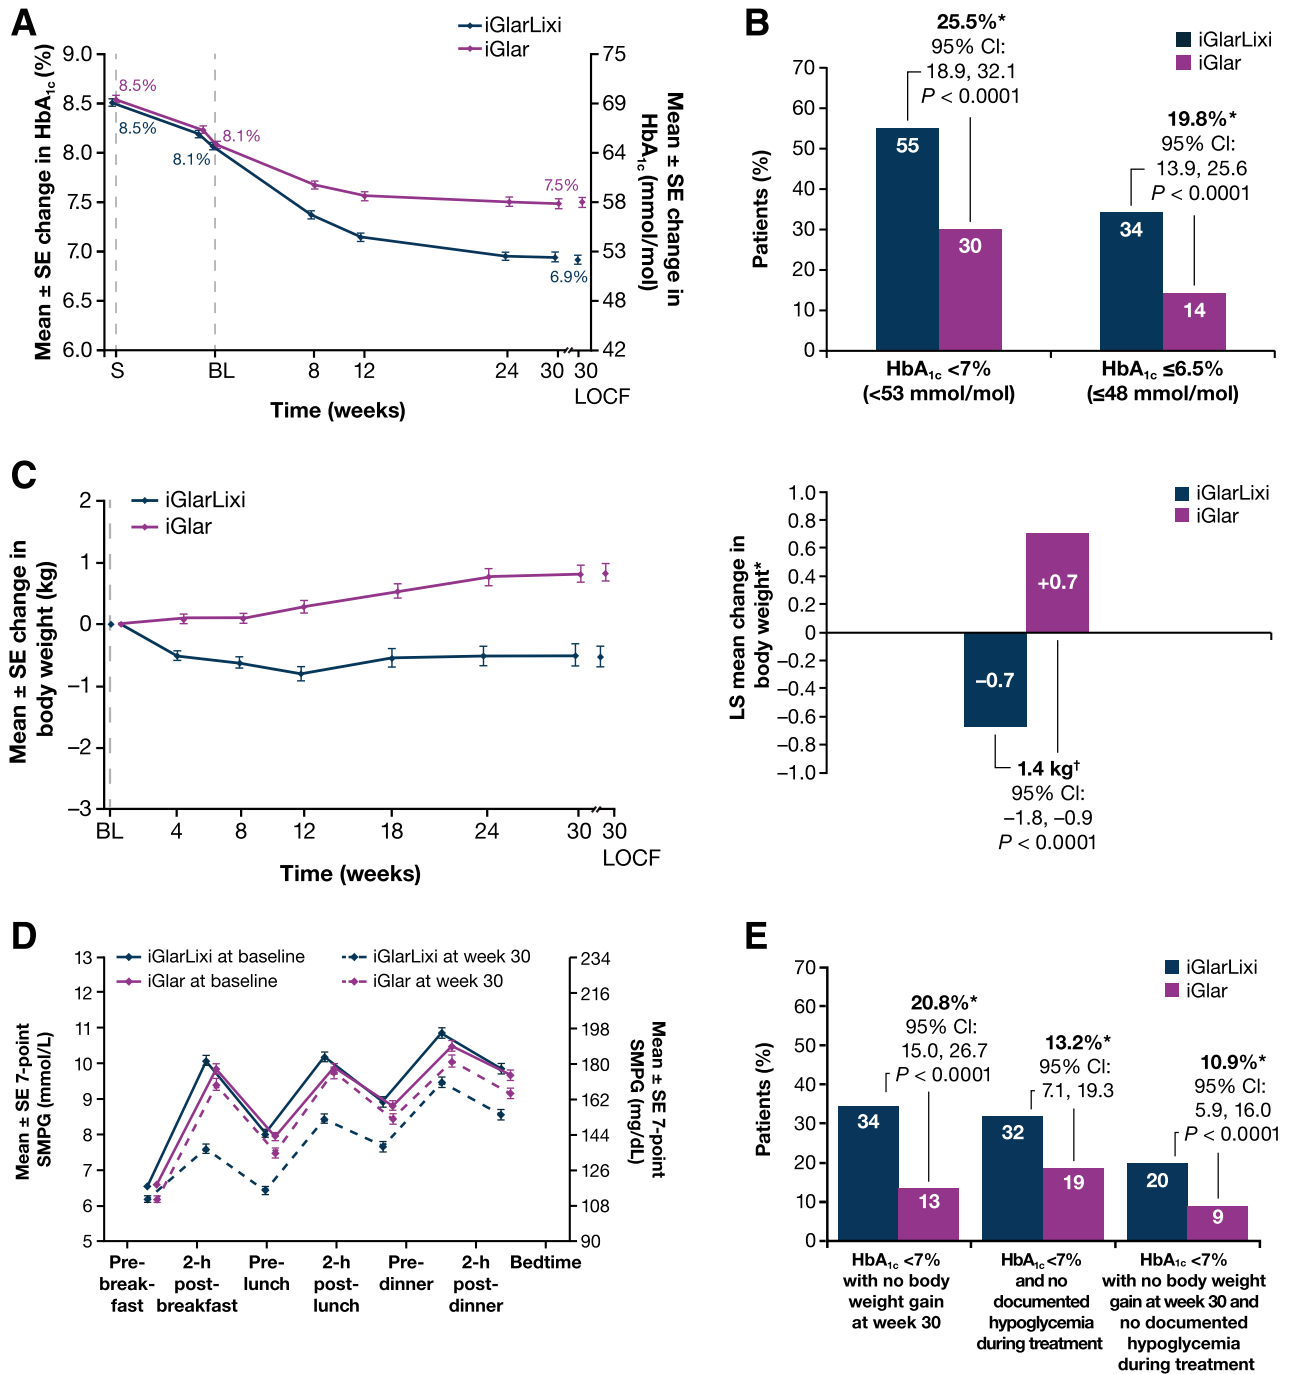 A
iGlarLixi
iGlar
Mean ± SE change in HbA1c (%)
9.0
8.5
8.0
7.5
7.0
6.5
6.0
8.5%
8.5%
8.1%
8.1%
7.5%
6.9%
75
69
64
58
53
48
42
Mean ± SE change in
HbA1c (mmol/mol)
S BL 8 12 24 30 30
LOCF
Time (weeks)
B
iGlarLixi
iGlar
Patients (%)
70
60
50
40
30
20
10
0
25.5%*
95% CI:
18.9, 32.1
P < 0.0001
55
30
19.8%*
95% CI:
13.9, 25.6
P < 0.0001
34
14
HbA1c <7%
(<53 mmol/mol)
HbA1c ≤6.5%
(≤48 mmol/mol)
C
iGlarLixi
iGlar
Mean ± SE change in
body weight (kg)
2
1
0
−1
−2
−3
BL 4 8 12 18 24 30 30
LOCF
Time (weeks)
iGlarLixi
iGlar
LS mean change in
body weight*
1.0
0.8
0.6
0.4
0.2
0
−0.2
−0.4
−0.6
−0.8
−1.0
+0.7
−0.7
1.4 kg†
95% CI:
−1.8, −0.9
P < 0.0001
D
iGlarLixi at baseline
iGlar at baseline
iGlarLixi at week 30
iGlar at week 30
Mean ± SE 7-point
SMPG (mmol/L)
13
12
11
10
9
8
7
6
5
234
216
198
180
162
144
126
108
90
Mean ± SE 7-point
SMPG (mg/dL)
Pre-
break-
fast
2-h
post-
breakfast
Pre-
lunch
2-h
post-
lunch
Pre-
dinner
2-h
post-
dinner
Bedtime
E
iGlarLixi
iGlar
Patients (%)
70
60
50
40
30
20
10
0
20.8%*
95% CI:
15.0, 26.7
P < 0.0001
34
13
13.2%*
95% CI:
7.1, 19.3
32
19
10.9%*
95% CI:
5.9, 16.0
P < 0.0001
20
9
HbA1c <7%
with no body
weight gain
at week 30
HbA1c <7%
and no
documented
hypoglycemia
during treatment
HbA1c <7%
with no body weight
gain at week 30 and
no documented
hypoglycemia
during treatment